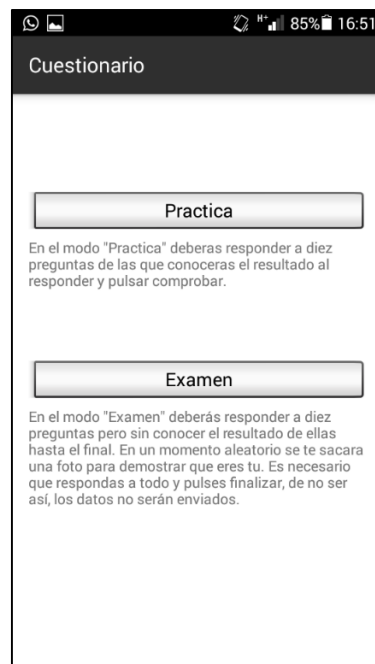 H+ 85% 16:51
Cuestionario
Practica
En el modo "Practica" deberas responder a diez
preguntas de las que conoceras el resultado al
responder y pulsar comprobar.
Examen
En el modo "Examen" deberás responder a diez
preguntas pero sin conocer el resultado de ellas
hasta el final. En un momento aleatorio se te sacara
una foto para demostrar que eres tu. Es necesario
que respondas a todo y pulses finalizar, de no ser
así, los datos no serán enviados.